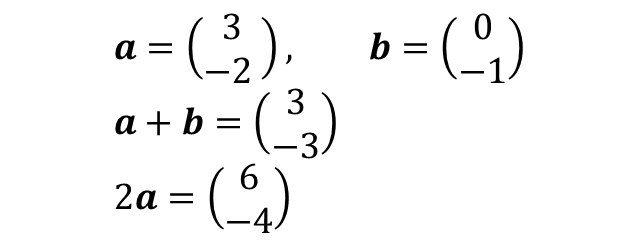 a = (3 −2), b = (0 −1)
a + b = (3 −3)
2a = (6 −4)